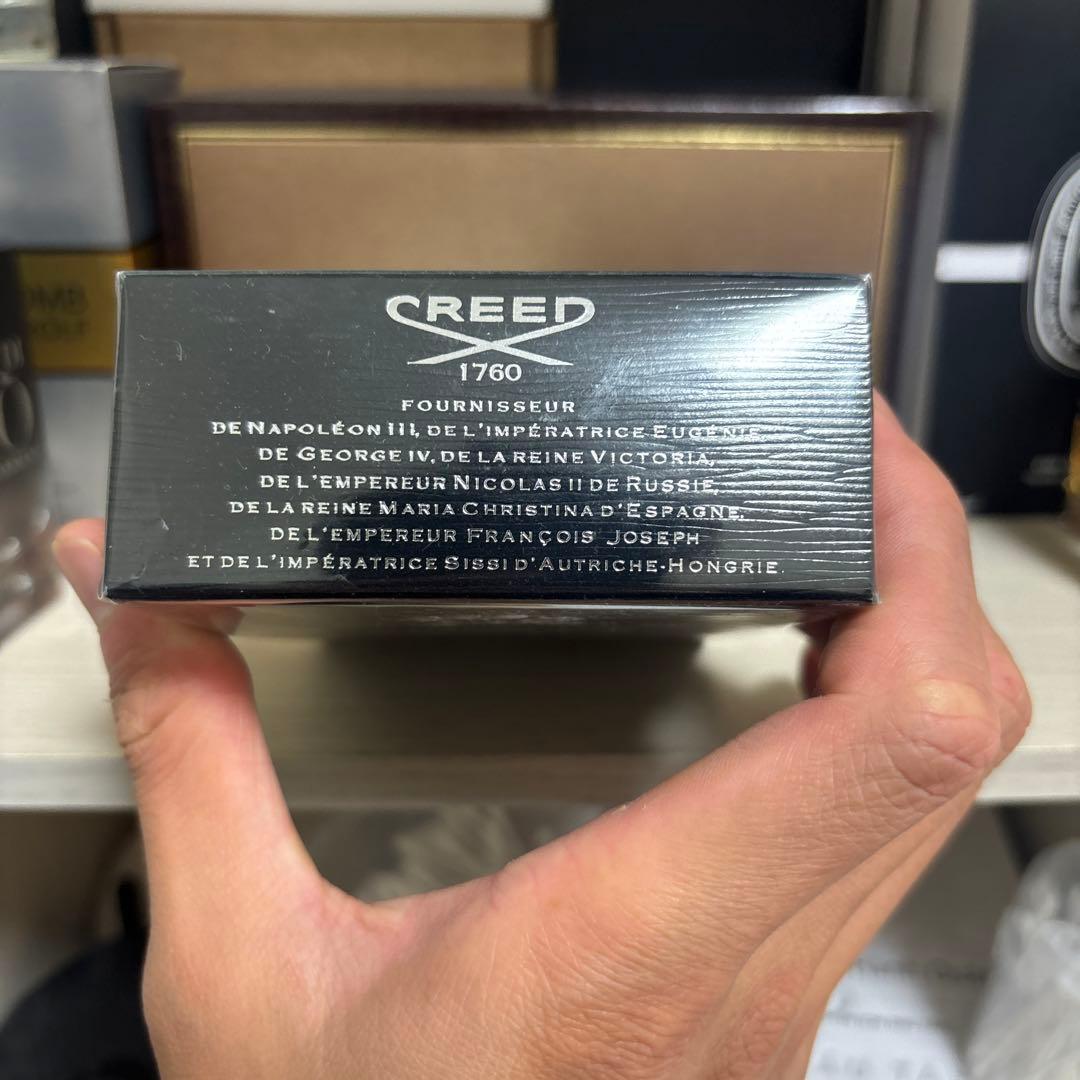 CREED
1760
FOURNISSEUR
DE NAPOLÉON III, DE L'IMPÉRATRICE EUGÉNIE
DE GEORGE IV, DE LA REINE VICTORIA,
DE L'EMPEREUR NICOLAS II DE RUSSIE,
DE LA REINE MARIA CHRISTINA D'ESPAGNE,
DE L'EMPEREUR FRANÇOIS JOSEPH
ET DE L'IMPÉRATRICE SISSI D'AUTRICHE-HONGRIE.